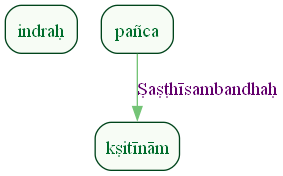 indraḥ
pañca
Ṣaṣṭhīsambandhaḥ
kṣitīnām